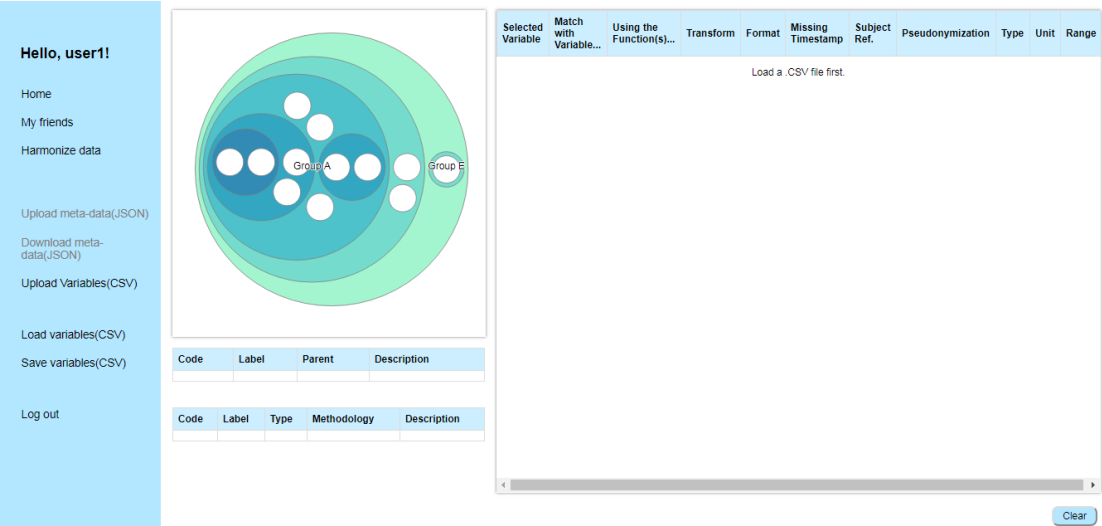 Hello, user1!
Home
My friends
Harmonize data
Upload meta-data(JSON)
Download meta-
data(JSON)
Upload Variables(CSV)
Load variables(CSV)
Save variables(CSV)
Log out
Group A
Group E
Code Label Parent Description
Code Label Type Methodology Description
Selected Variable Match with Variable... Using the Function(s)... Transform Format Missing Timestamp Subject Ref. Pseudonymization Type Unit Range
Load a .CSV file first.
Clear